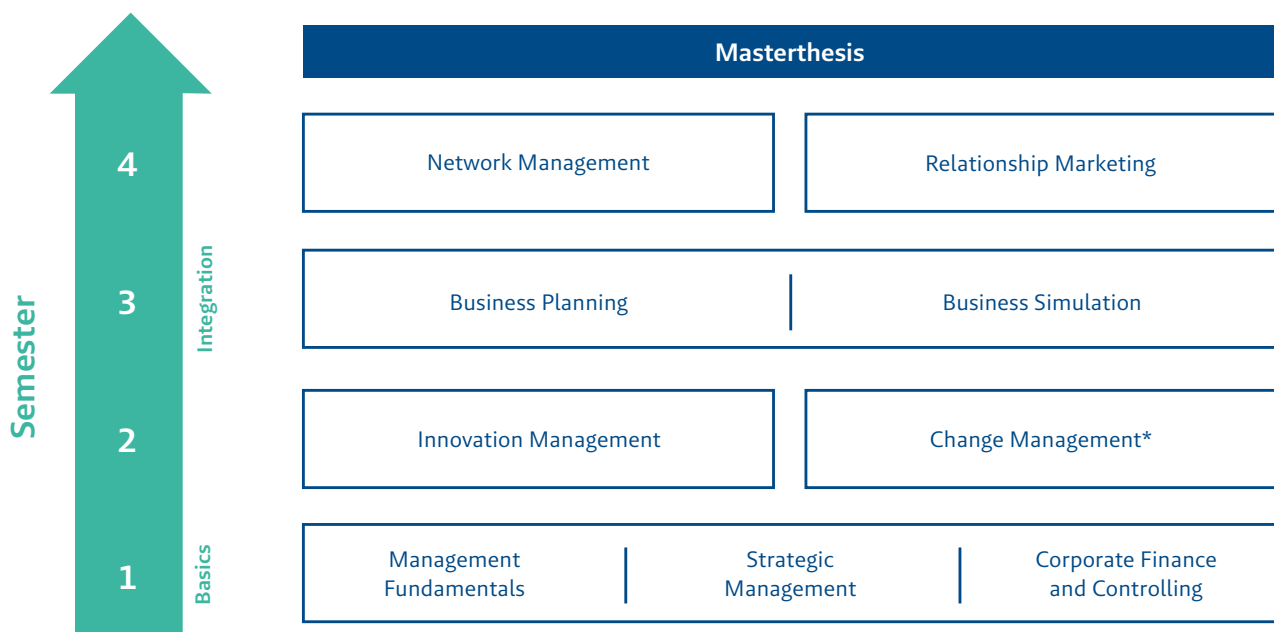 Masterthesis
4
Network Management
Relationship Marketing
Integration
3
Business Planning
Business Simulation
Semester
2
Innovation Management
Change Management*
Basics
1
Management
Fundamentals
Strategic
Management
Corporate Finance
and Controlling